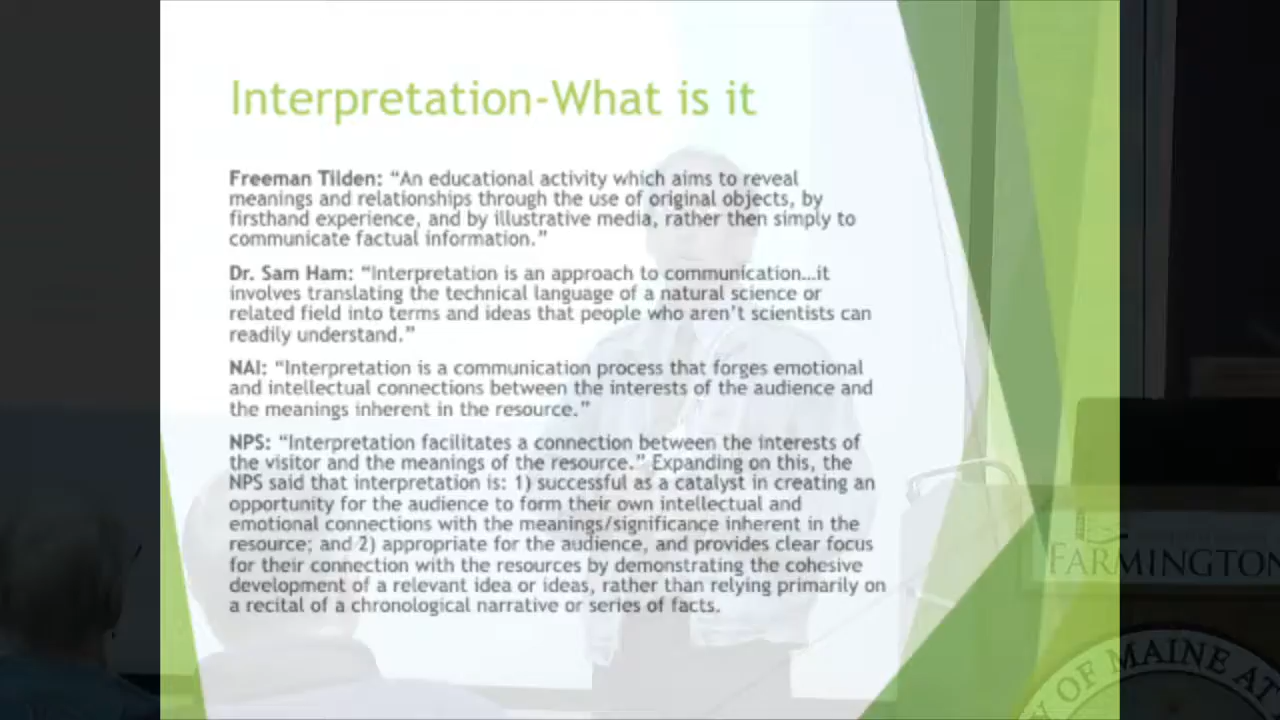 Interpretation-What is it
Freeman Tilden: “An educational activity which aims to reveal
meanings and relationships through the use of original objects, by
firsthand experience, and by illustrative media, rather then simply to
communicate factual information.”
Dr. Sam Ham: “Interpretation is an approach to communication…it
involves translating the technical language of a natural science or
related field into terms and ideas that people who aren’t scientists can
readily understand.”
NAI: “Interpretation is a communication process that forges emotional
and intellectual connections between the interests of the audience and
the meanings inherent in the resource.”
NPS: “Interpretation facilitates a connection between the interests of
the visitor and the meanings of the resource.” Expanding on this, the
NPS said that interpretation is: 1) successful as a catalyst in creating an
opportunity for the audience to form their own intellectual and
emotional connections with the meanings/significance inherent in the
resource; and 2) appropriate for the audience, and provides clear focus
for their connection with the resources by demonstrating the cohesive
development of a relevant idea or ideas, rather than relying primarily on
a recital of a chronological narrative or series of facts.
FARMINGTON
OF MAINE AT